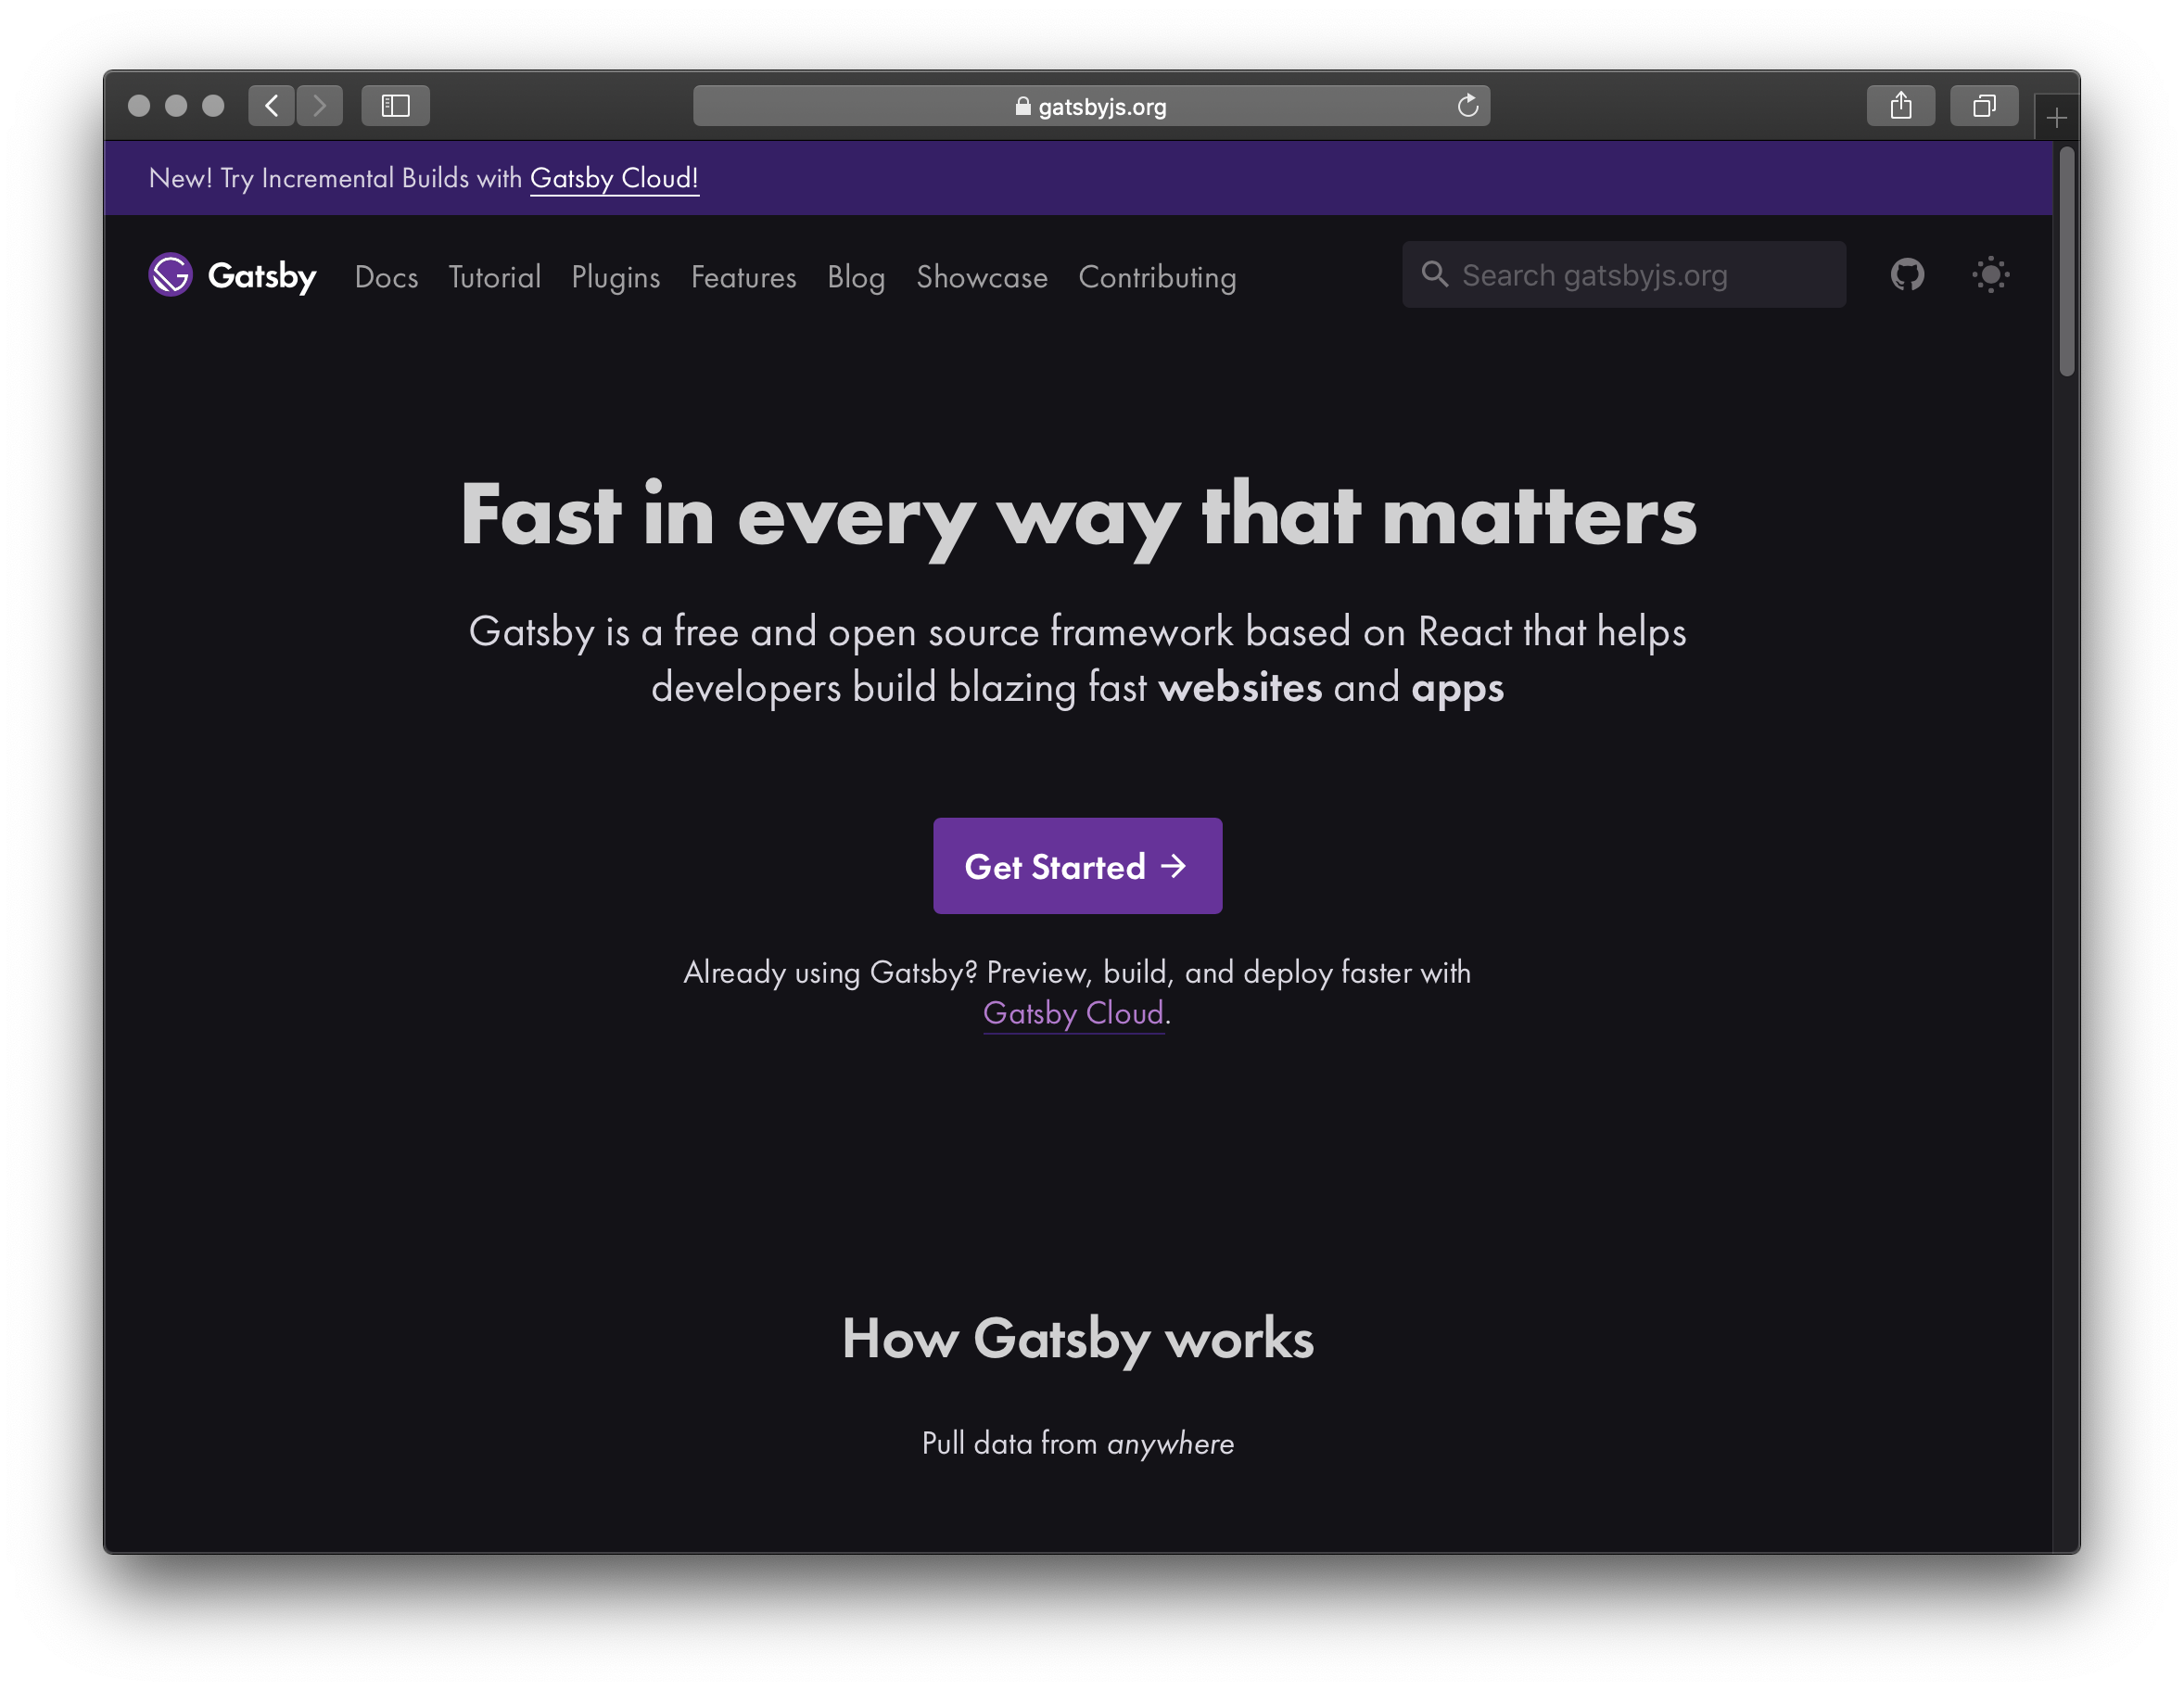 gatsbyjs.org
New! Try Incremental Builds with Gatsby Cloud!
Gatsby Docs Tutorial Plugins Features Blog Showcase Contributing Search gatsbyjs.org
Fast in every way that matters
Gatsby is a free and open source framework based on React that helps
developers build blazing fast websites and apps
Get Started →
Already using Gatsby? Preview, build, and deploy faster with
Gatsby Cloud.
How Gatsby works
Pull data from anywhere